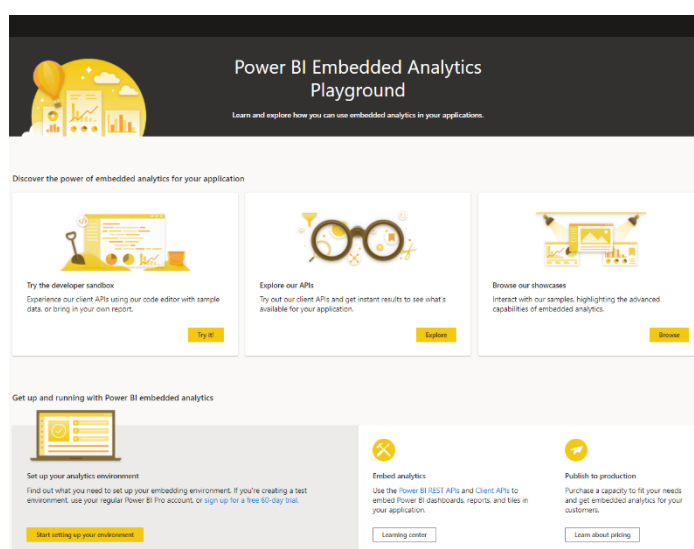 Power BI Embedded Analytics
Playground
Learn and explore how you can use embedded analytics in your applications.
Discover the power of embedded analytics for your application
Try the developer sandbox
Experience our client APIs using our code editor with sample
data, or bring in your own report.
Try it!
Explore our APIs
Try out our client APIs and get instant results to see what's
available for your application.
Explore
Browse our showcases
Interact with our samples, highlighting the advanced
capabilities of embedded analytics.
Browse
Get up and running with Power BI embedded analytics
Set up your analytics environment
Find out what you need to set up your embedding environment. If you're creating a test
environment, use your regular Power BI Pro account, or sign up for a free 60-day trial.
Start setting up your environment
Embed analytics
Use the Power BI REST APIs and Client APIs to
embed Power BI dashboards, reports, and tiles in
your application.
Learning center
Publish to production
Purchase a capacity to fit your needs
and get embedded analytics for your
customers.
Learn about pricing